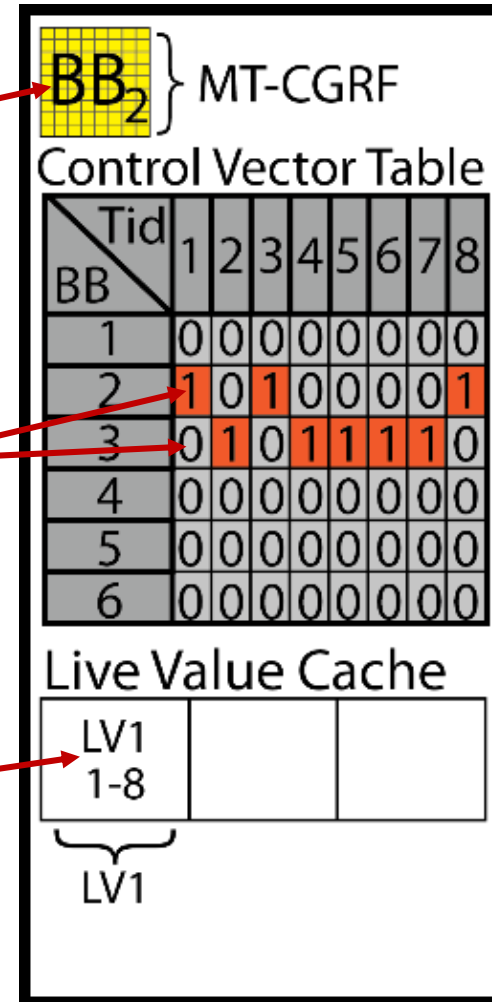 BB2 } MT-CGRF
Control Vector Table
Tid 1 2 3 4 5 6 7 8
BB
1 0 0 0 0 0 0 0 0
2 1 0 1 0 0 0 0 1
3 0 1 0 1 1 1 1 0
4 0 0 0 0 0 0 0 0
5 0 0 0 0 0 0 0 0
6 0 0 0 0 0 0 0 0
Live Value Cache
LV1
1-8
LV1